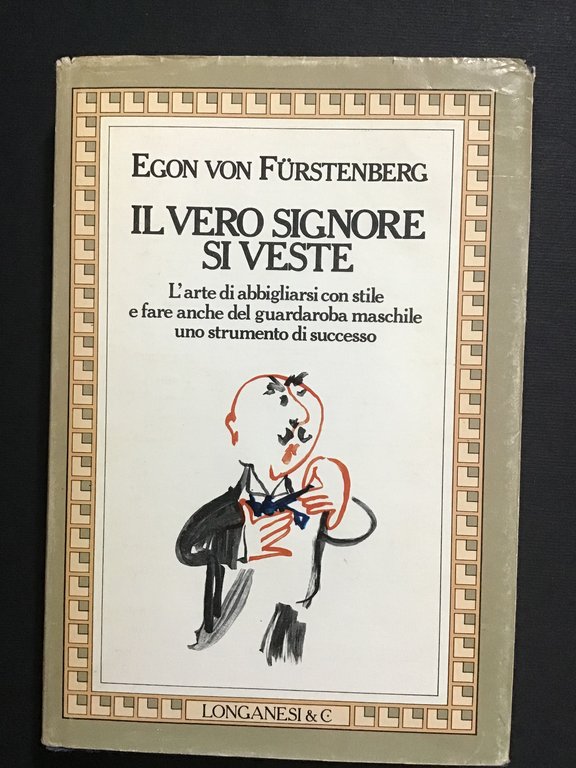 EGON VON FÜRSTENBERG
IL VERO SIGNORE
SI VESTE
L'arte di abbigliarsi con stile
e fare anche del guardaroba maschile
uno strumento di successo
LONGANESI & C.